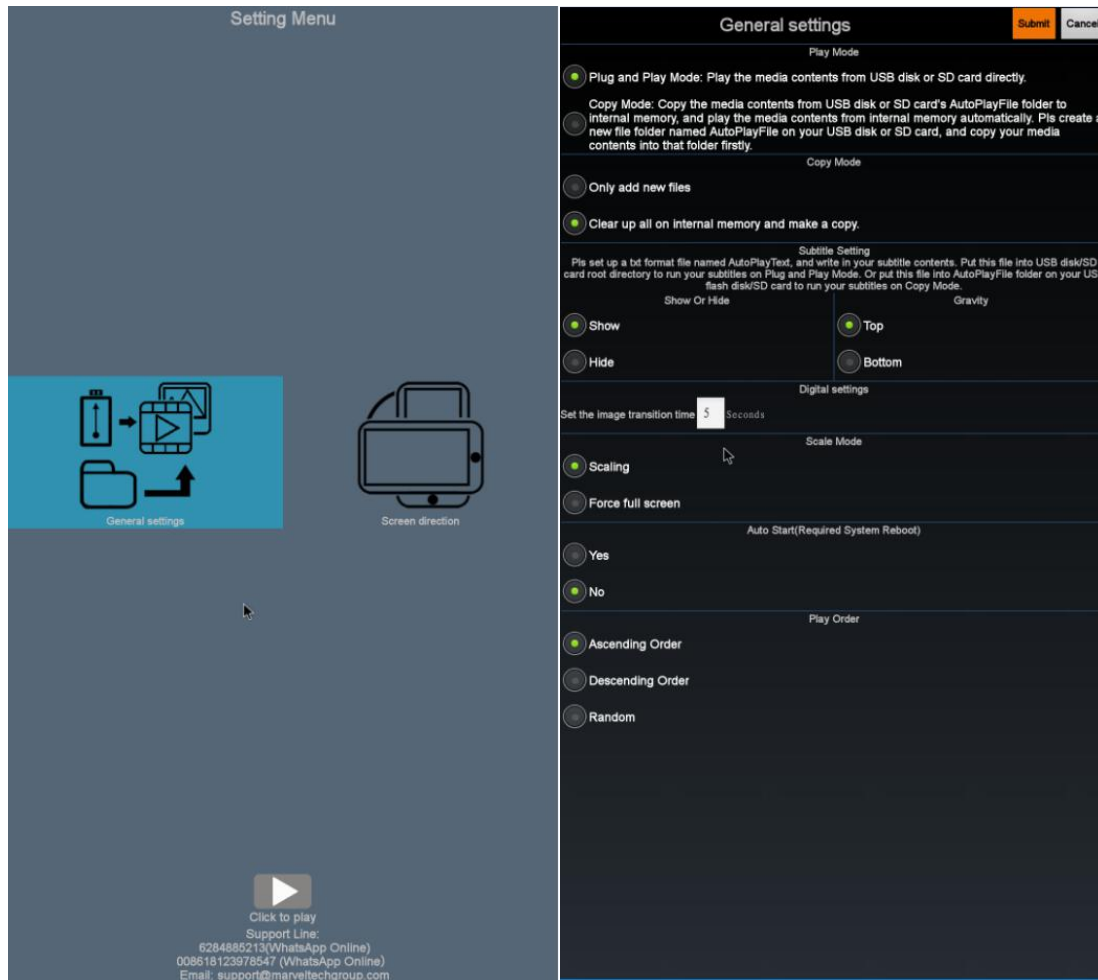 Setting Menu
General settings
Screen direction
Click to play
Support Line:
6284885213(WhatsApp Online)
008618123978547 (WhatsApp Online)
Email: support@marveltechgroup.com
General settings
Submit
Cancel
Play Mode
Plug and Play Mode: Play the media contents from USB disk or SD card directly.
Copy Mode: Copy the media contents from USB disk or SD card's AutoPlayFile folder to
internal memory, and play the media contents from internal memory automatically. Pls create a
new file folder named AutoPlayFile on your USB disk or SD card, and copy your media
contents into that folder firstly.
Copy Mode
Only add new files
Clear up all on internal memory and make a copy.
Subtitle Setting
Pls set up a txt format file named AutoPlayText, and write in your subtitle contents. Put this file into USB disk/SD
card root directory to run your subtitles on Plug and Play Mode. Or put this file into AutoPlayFile folder on your US
flash disk/SD card to run your subtitles on Copy Mode.
Show Or Hide
Gravity
Show
Top
Hide
Bottom
Digital settings
Set the image transition time 5 Seconds
Scale Mode
Scaling
Force full screen
Auto Start(Required System Reboot)
Yes
No
Play Order
Ascending Order
Descending Order
Random